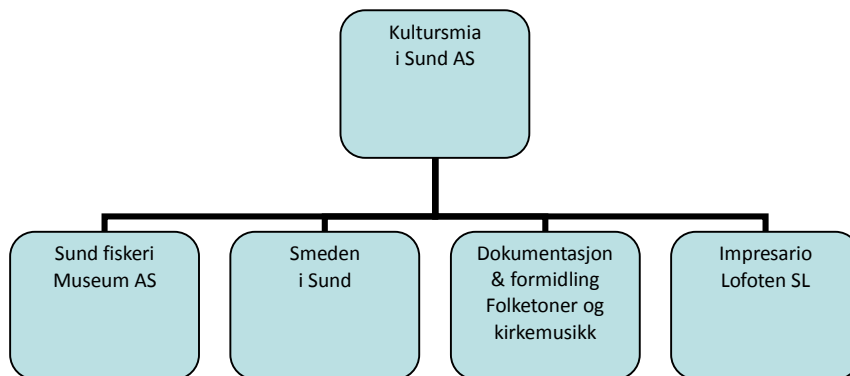 Kultursmia
i Sund AS
Sund fiskeri
Museum AS
Smeden
i Sund
Dokumentasjon
& formidling
Folketoner og
kirkemusikk
Impresario
Lofoten SL